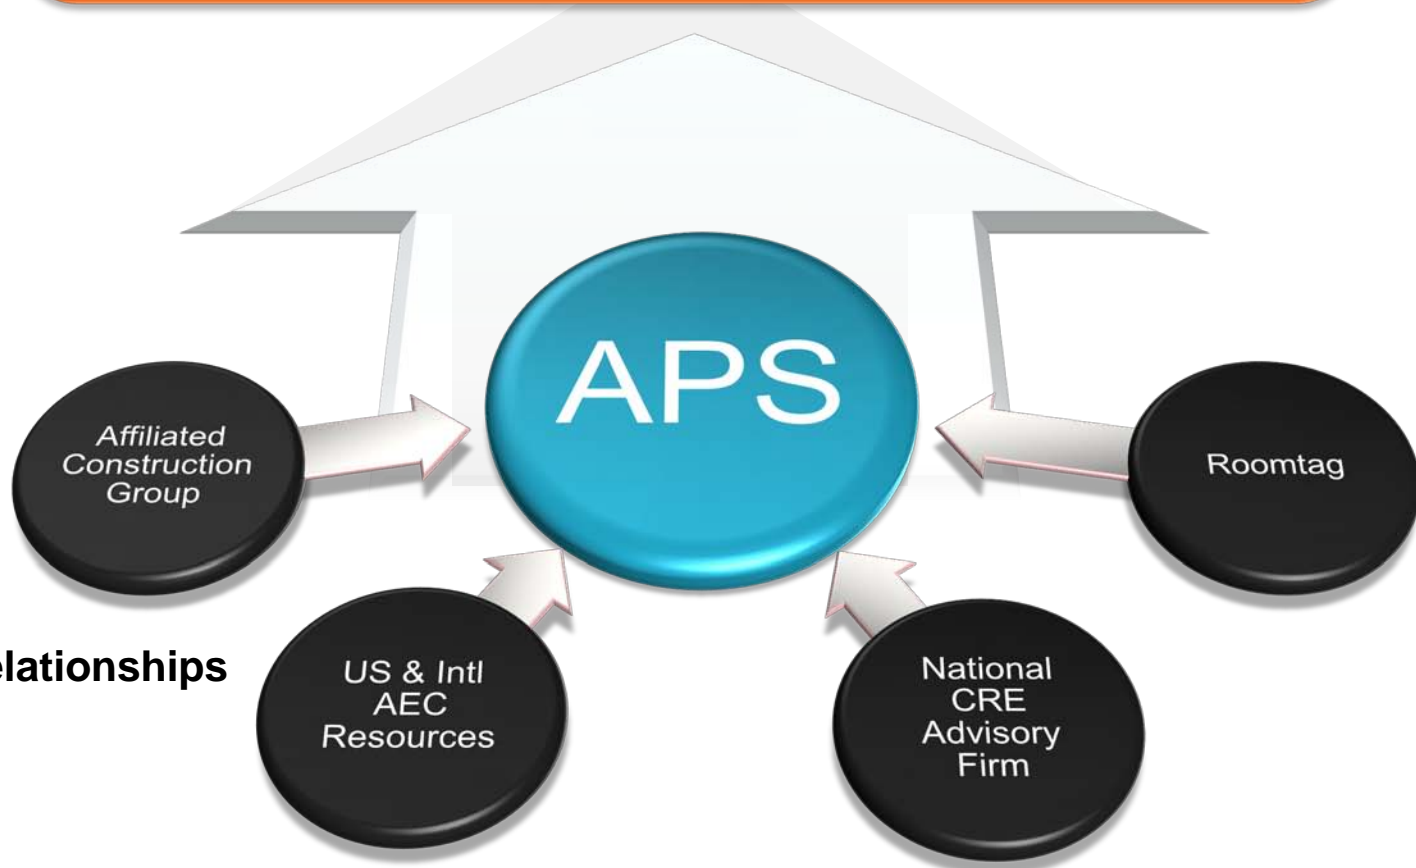 APS
Affiliated
Construction
Group
Roomtag
elationships
US & Intl
AEC
Resources
National
CRE
Advisory
Firm